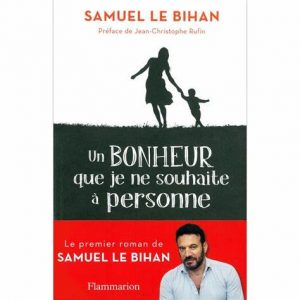 SAMUEL LE BIHAN
Préface de Jean-Christophe Rufin
Un BONHEUR
que je ne souhaite
à personne
Le premier roman de
SAMUEL LE BIHAN
Flammarion